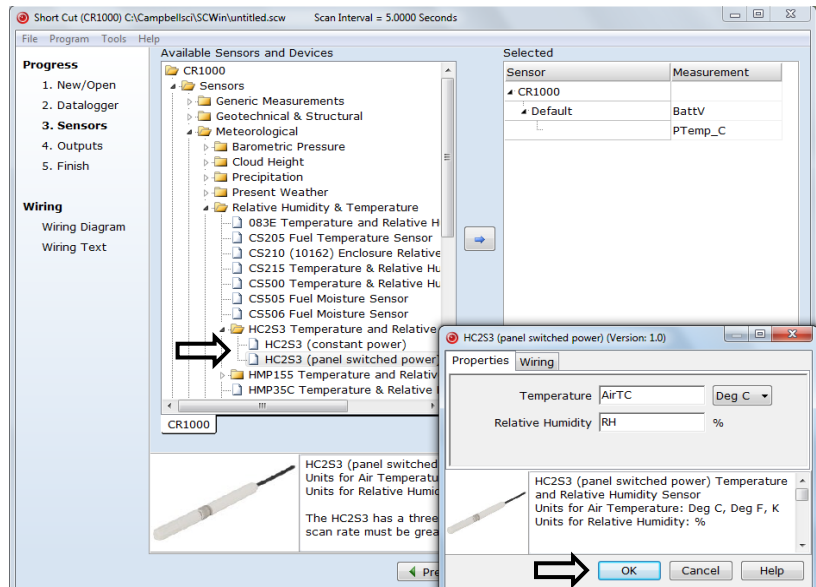 Short Cut (CR1000) C:\Campbellsci\SCWin\untitled.scw Scan Interval = 5.0000 Seconds
File Program Tools Help
Progress
1. New/Open
2. Datalogger
3. Sensors
4. Outputs
5. Finish
Wiring
Wiring Diagram
Wiring Text
Available Sensors and Devices
CR1000
Sensors
Generic Measurements
Geotechnical & Structural
Meteorological
Barometric Pressure
Cloud Height
Precipitation
Present Weather
Relative Humidity & Temperature
083E Temperature and Relative H
CS205 Fuel Temperature Sensor
CS210 (10162) Enclosure Relative
CS215 Temperature & Relative Hu
CS500 Temperature & Relative Hu
CS505 Fuel Moisture Sensor
CS506 Fuel Moisture Sensor
HC2S3 Temperature and Relative
HC2S3 (constant power)
HC2S3 (panel switched power)
HMP155 Temperature and Relativ
HMP35C Temperature & Relative
CR1000
Selected
Sensor Measurement
CR1000
Default BattV
PTemp_C
HC2S3 (panel switched
Units for Air Temperatu
Units for Relative Humid
The HC2S3 has a three
scan rate must be grea
Pre
HC2S3 (panel switched power) (Version: 1.0)
Properties Wiring
Temperature AirTC Deg C
Relative Humidity RH %
HC2S3 (panel switched power) Temperature
and Relative Humidity Sensor
Units for Air Temperature: Deg C, Deg F, K
Units for Relative Humidity: %
OK Cancel Help